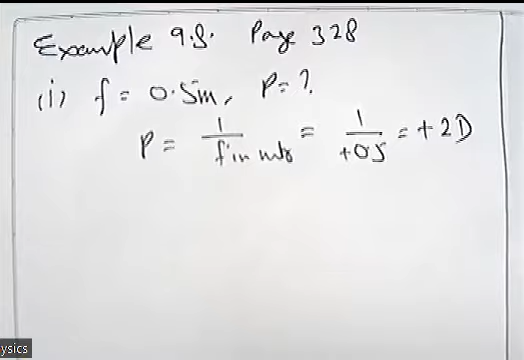 Example 9.8. Page 328
(i) f = 0.5m, P=?
P = 1/f in mts = 1/+0.5 = +2D
ysics